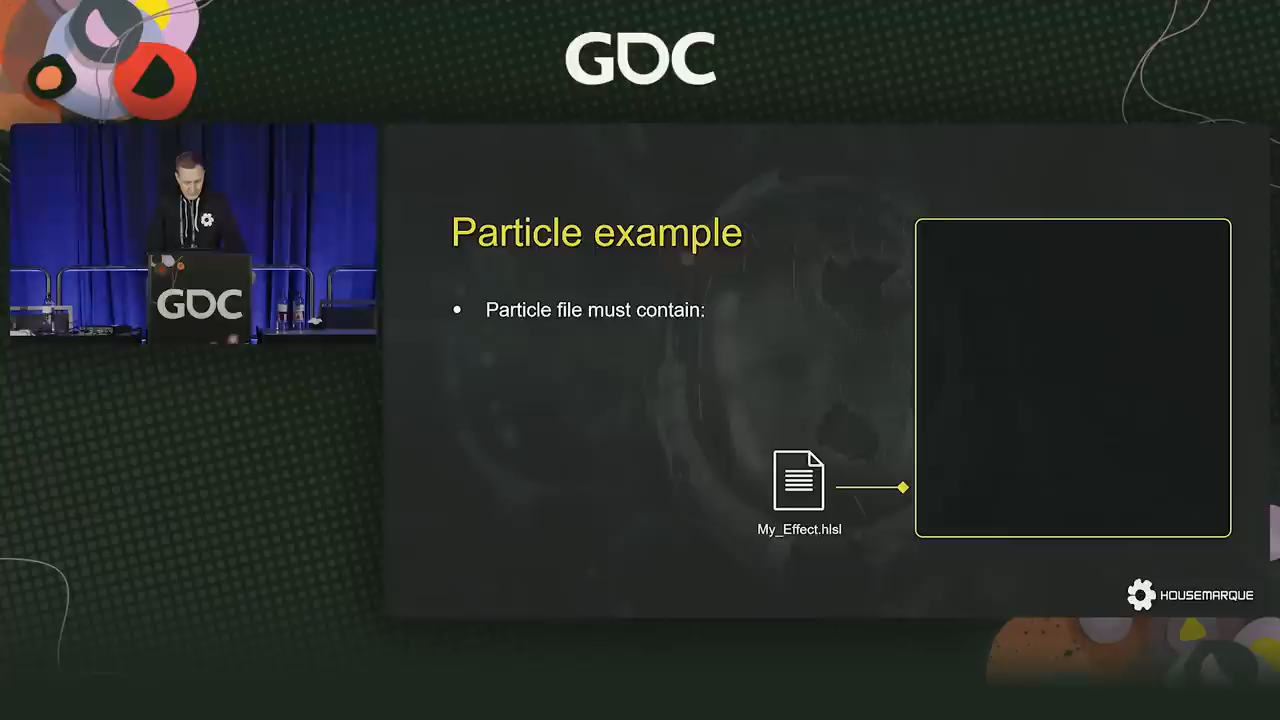 GDC
GDC
Particle example
• Particle file must contain:
My_Effect.hlsl
HOUSEMARQUE